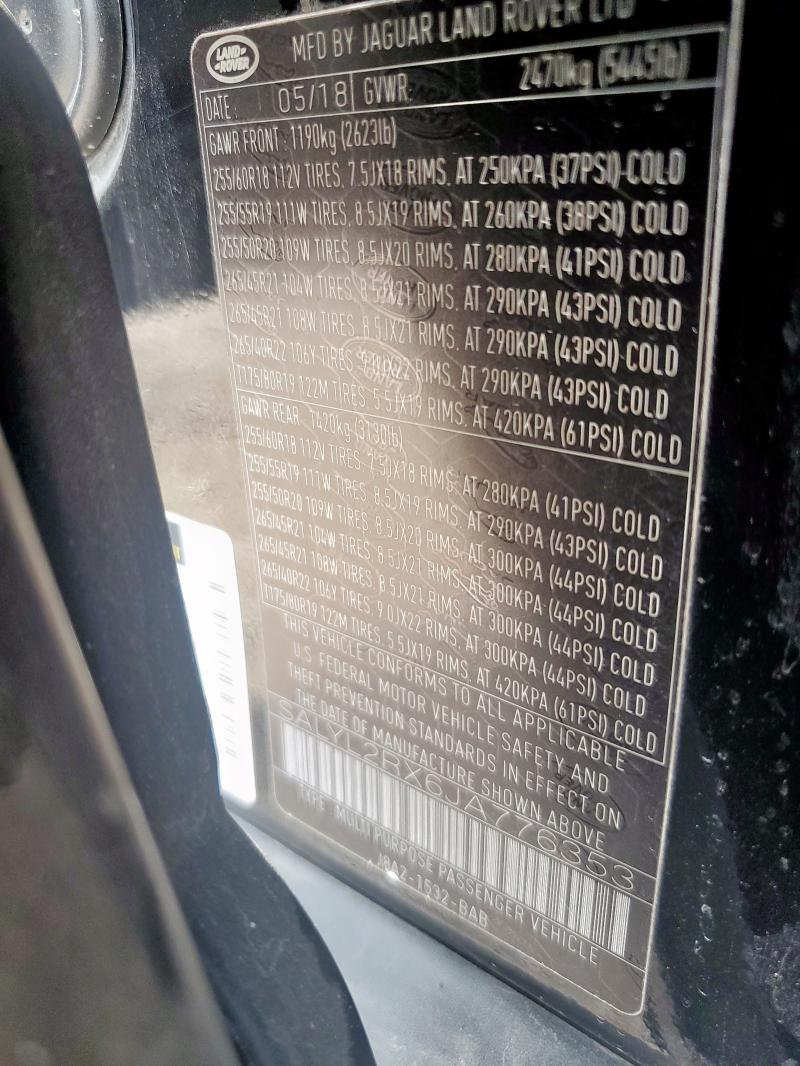 LAND-
-ROVER
MFD BY JAGUAR LAND ROVER LTD
DATE: 05/18 GVWR 2470kg (5445lb)
GAWR FRONT : 1190kg (2623lb)
255/60R18 112V TIRES, 7.5JX18 RIMS, AT 250KPA (37PSI) COLD
255/55R19 111W TIRES, 8.5JX19 RIMS, AT 260KPA (38PSI) COLD
255/50R20 109W TIRES, 8.5JX20 RIMS, AT 280KPA (41PSI) COLD
265/45R21 104W TIRES, 8.5JX21 RIMS, AT 290KPA (43PSI) COLD
265/45R21 108W TIRES, 8.5JX21 RIMS, AT 290KPA (43PSI) COLD
265/40R22 106Y TIRES, 9.0JX22 RIMS, AT 290KPA (43PSI) COLD
T175/80R19 122M TIRES, 5.5JX19 RIMS, AT 420KPA (61PSI) COLD
GAWR REAR : 1420kg (3130lb)
255/60R18 112V TIRES, 7.5JX18 RIMS, AT 280KPA (41PSI) COLD
255/55R19 111W TIRES, 8.5JX19 RIMS, AT 290KPA (43PSI) COLD
255/50R20 109W TIRES, 8.5JX20 RIMS, AT 300KPA (44PSI) COLD
265/45R21 104W TIRES, 8.5JX21 RIMS, AT 300KPA (44PSI) COLD
265/45R21 108W TIRES, 8.5JX21 RIMS, AT 300KPA (44PSI) COLD
265/40R22 106Y TIRES, 9.0JX22 RIMS, AT 300KPA (44PSI) COLD
T175/80R19 122M TIRES, 5.5JX19 RIMS, AT 420KPA (61PSI) COLD
THIS VEHICLE CONFORMS TO ALL APPLICABLE
U.S. FEDERAL MOTOR VEHICLE SAFETY AND
THEFT PREVENTION STANDARDS IN EFFECT ON
THE DATE OF MANUFACTURE SHOWN ABOVE
SALYL2RX6JA776353
TYPE : MULTI PURPOSE PASSENGER VEHICLE
J8A2-1532-BAB